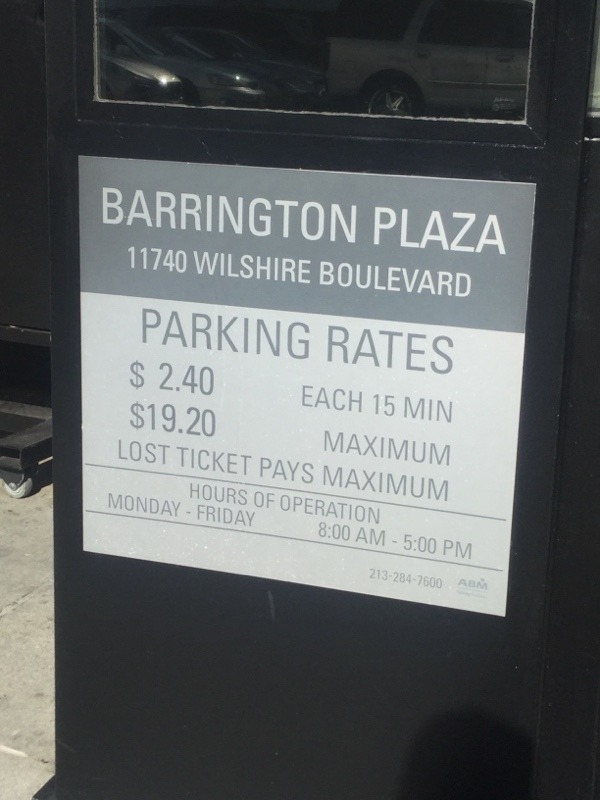 BARRINGTON PLAZA
11740 WILSHIRE BOULEVARD
PARKING RATES
$ 2.40 EACH 15 MIN
$19.20 MAXIMUM
LOST TICKET PAYS MAXIMUM
HOURS OF OPERATION
MONDAY - FRIDAY 8:00 AM - 5:00 PM
213-284-7600 ABM